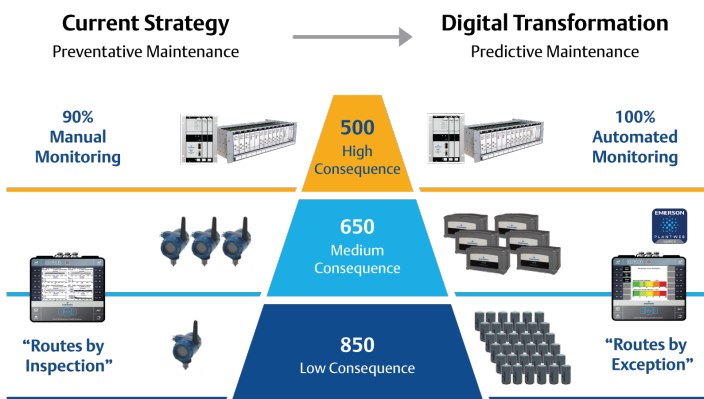 Current Strategy
Preventative Maintenance
Digital Transformation
Predictive Maintenance
90%
Manual
Monitoring
500
High
Consequence
100%
Automated
Monitoring
650
Medium
Consequence
EMERSON
PLANTWEB
“Routes by
Inspection”
850
Low Consequence
“Routes by
Exception”